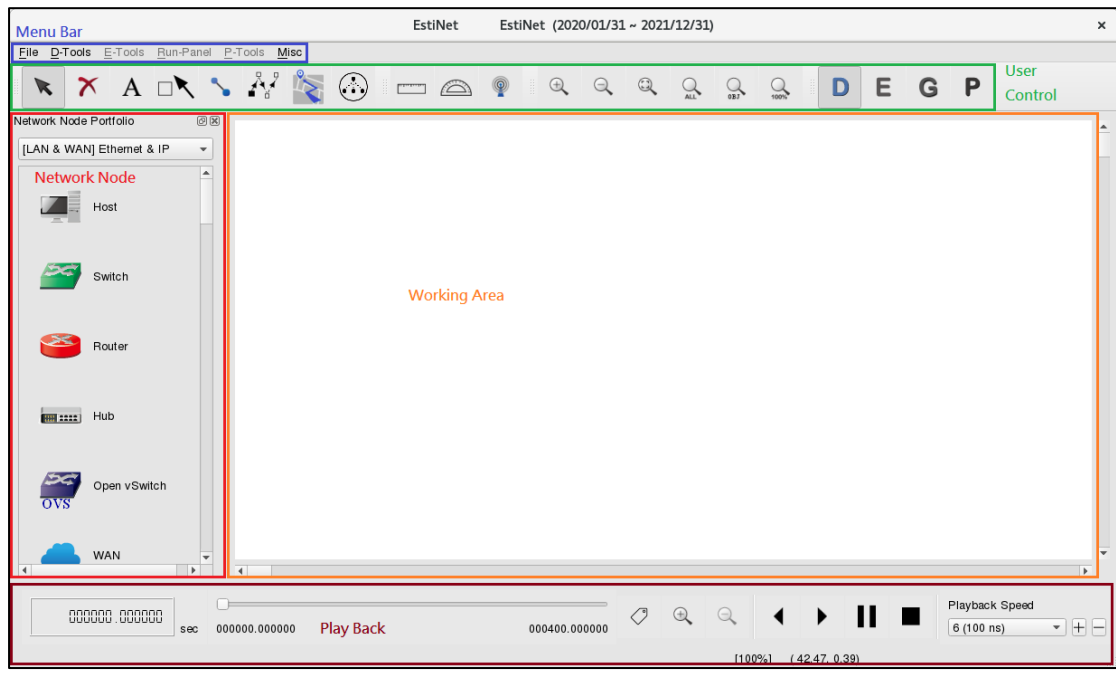 EstiNet EstiNet (2020/01/31 ~ 2021/12/31) ×
Menu Bar
File D-Tools E-Tools Run-Panel P-Tools Misc
A ALL OBJ 100% D E G P
User
Control
Network Node Portfolio
[LAN & WAN] Ethernet & IP
Network Node
Host
Switch
Router
Hub
Open vSwitch
OVS
WAN
Working Area
000000.000000 sec
000000.000000 Play Back 000400.000000
Playback Speed
6 (100 ns)
[100%] (42.47, 0.39)